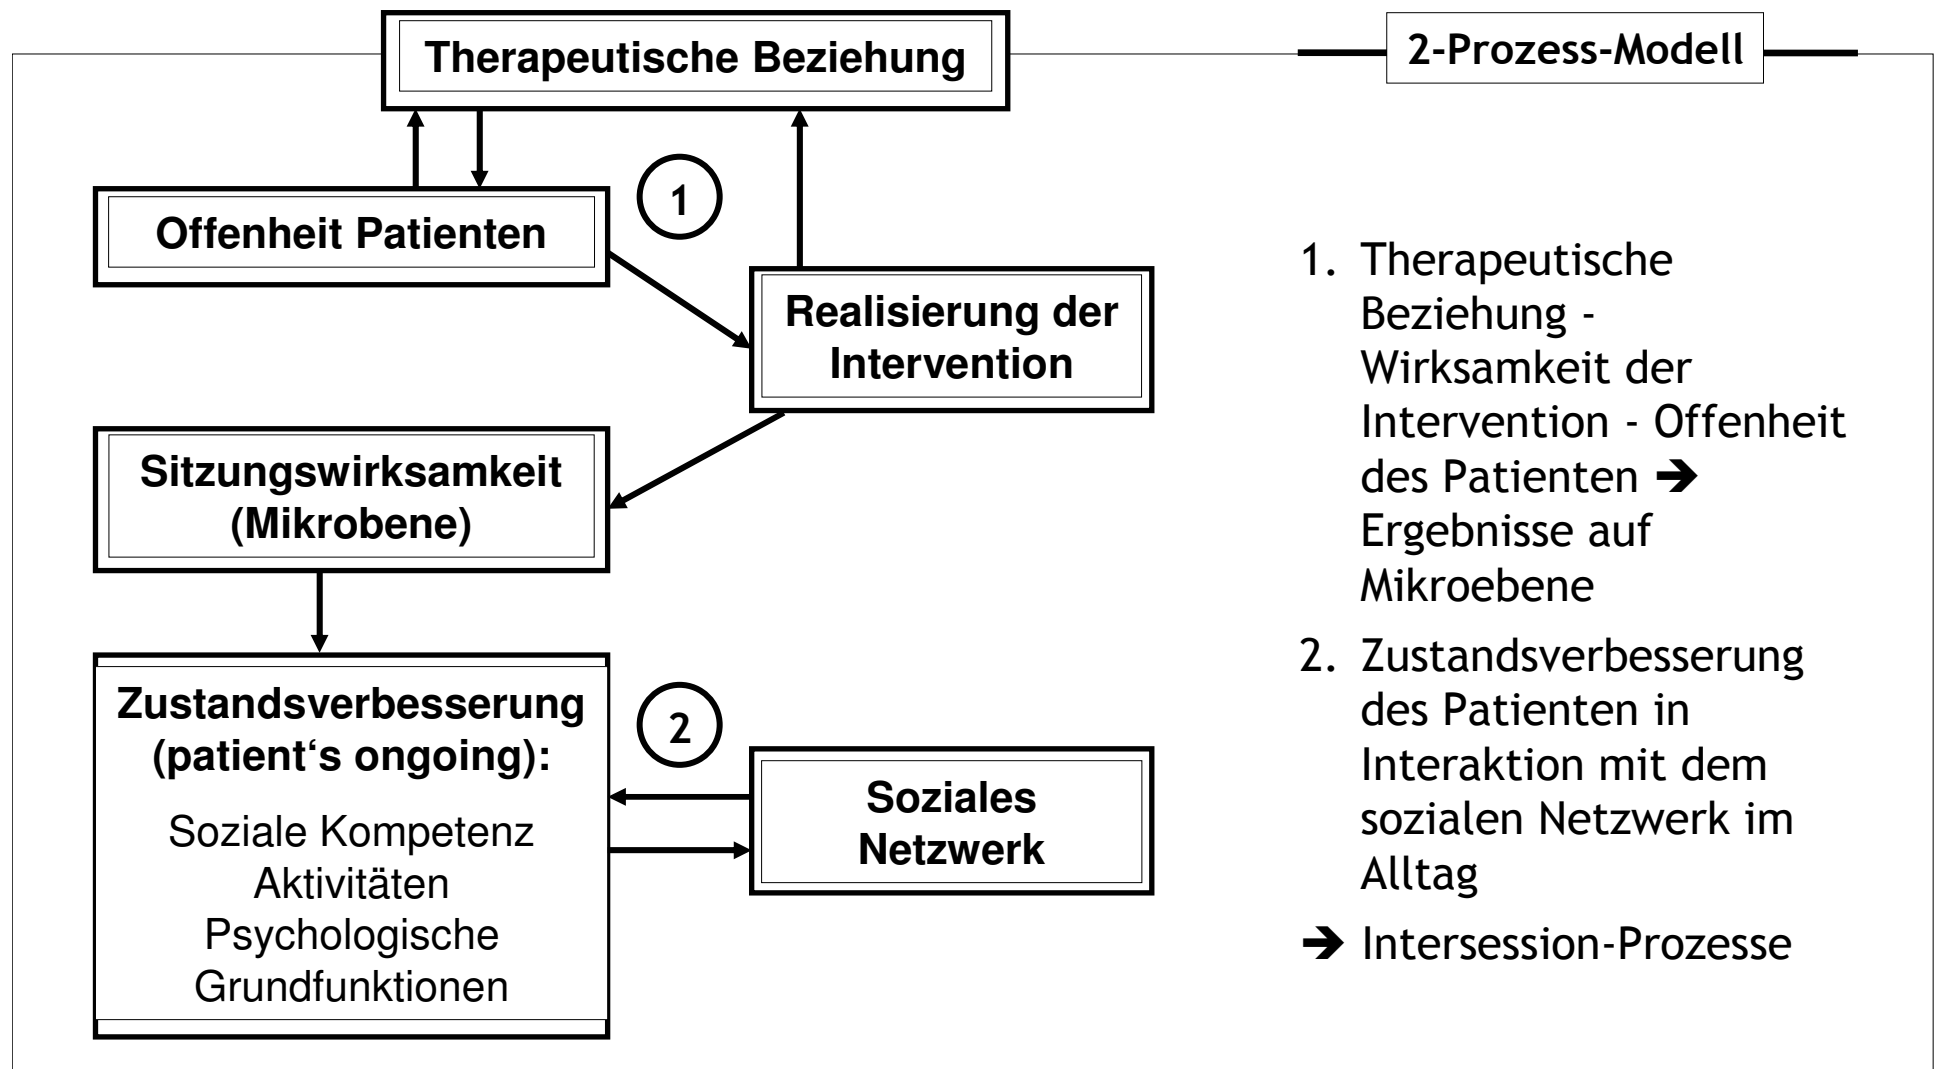 Therapeutische Beziehung
2-Prozess-Modell
1
Offenheit Patienten
Realisierung der
Intervention
Sitzungswirksamkeit
(Mikrobene)
Zustandsverbesserung
(patient‘s ongoing):
Soziale Kompetenz
Aktivitäten
Psychologische
Grundfunktionen
2
Soziales
Netzwerk
1. Therapeutische
Beziehung -
Wirksamkeit der
Intervention - Offenheit
des Patienten ➔
Ergebnisse auf
Mikroebene
2. Zustandsverbesserung
des Patienten in
Interaktion mit dem
sozialen Netzwerk im
Alltag
➔ Intersession-Prozesse